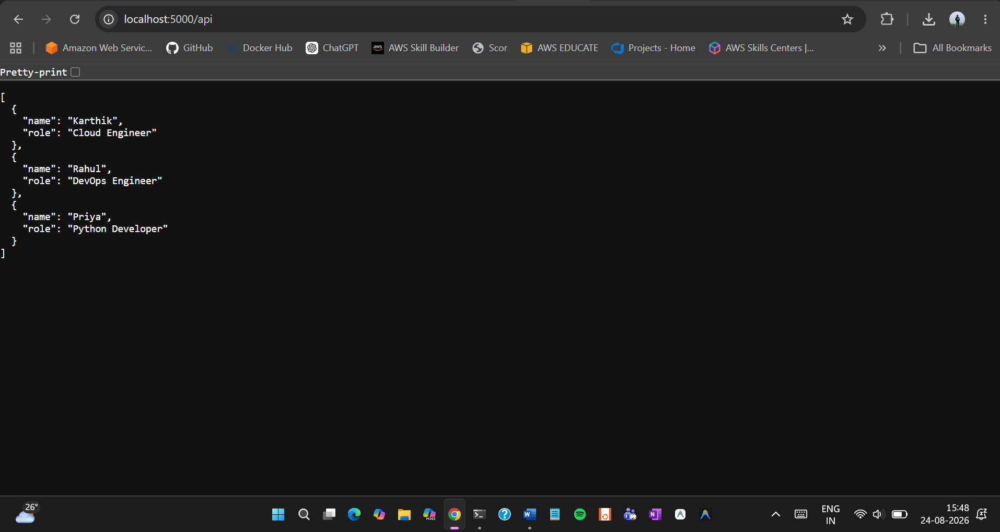 localhost:5000/api
Amazon Web Servic... GitHub Docker Hub ChatGPT aws AWS Skill Builder Scor AWS EDUCATE Projects - Home AWS Skills Centers |... » All Bookmarks
Pretty-print
[
  {
    "name": "Karthik",
    "role": "Cloud Engineer"
  },
  {
    "name": "Rahul",
    "role": "DevOps Engineer"
  },
  {
    "name": "Priya",
    "role": "Python Developer"
  }
]
26°
M365
ENG
IN
15:48
24-08-2026